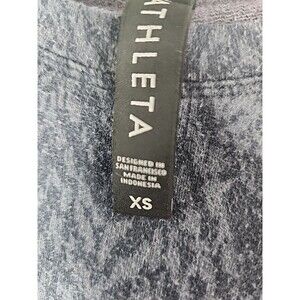 ATHLETA
DESIGNED IN
SAN FRANCISCO
MADE IN
INDONESIA
XS